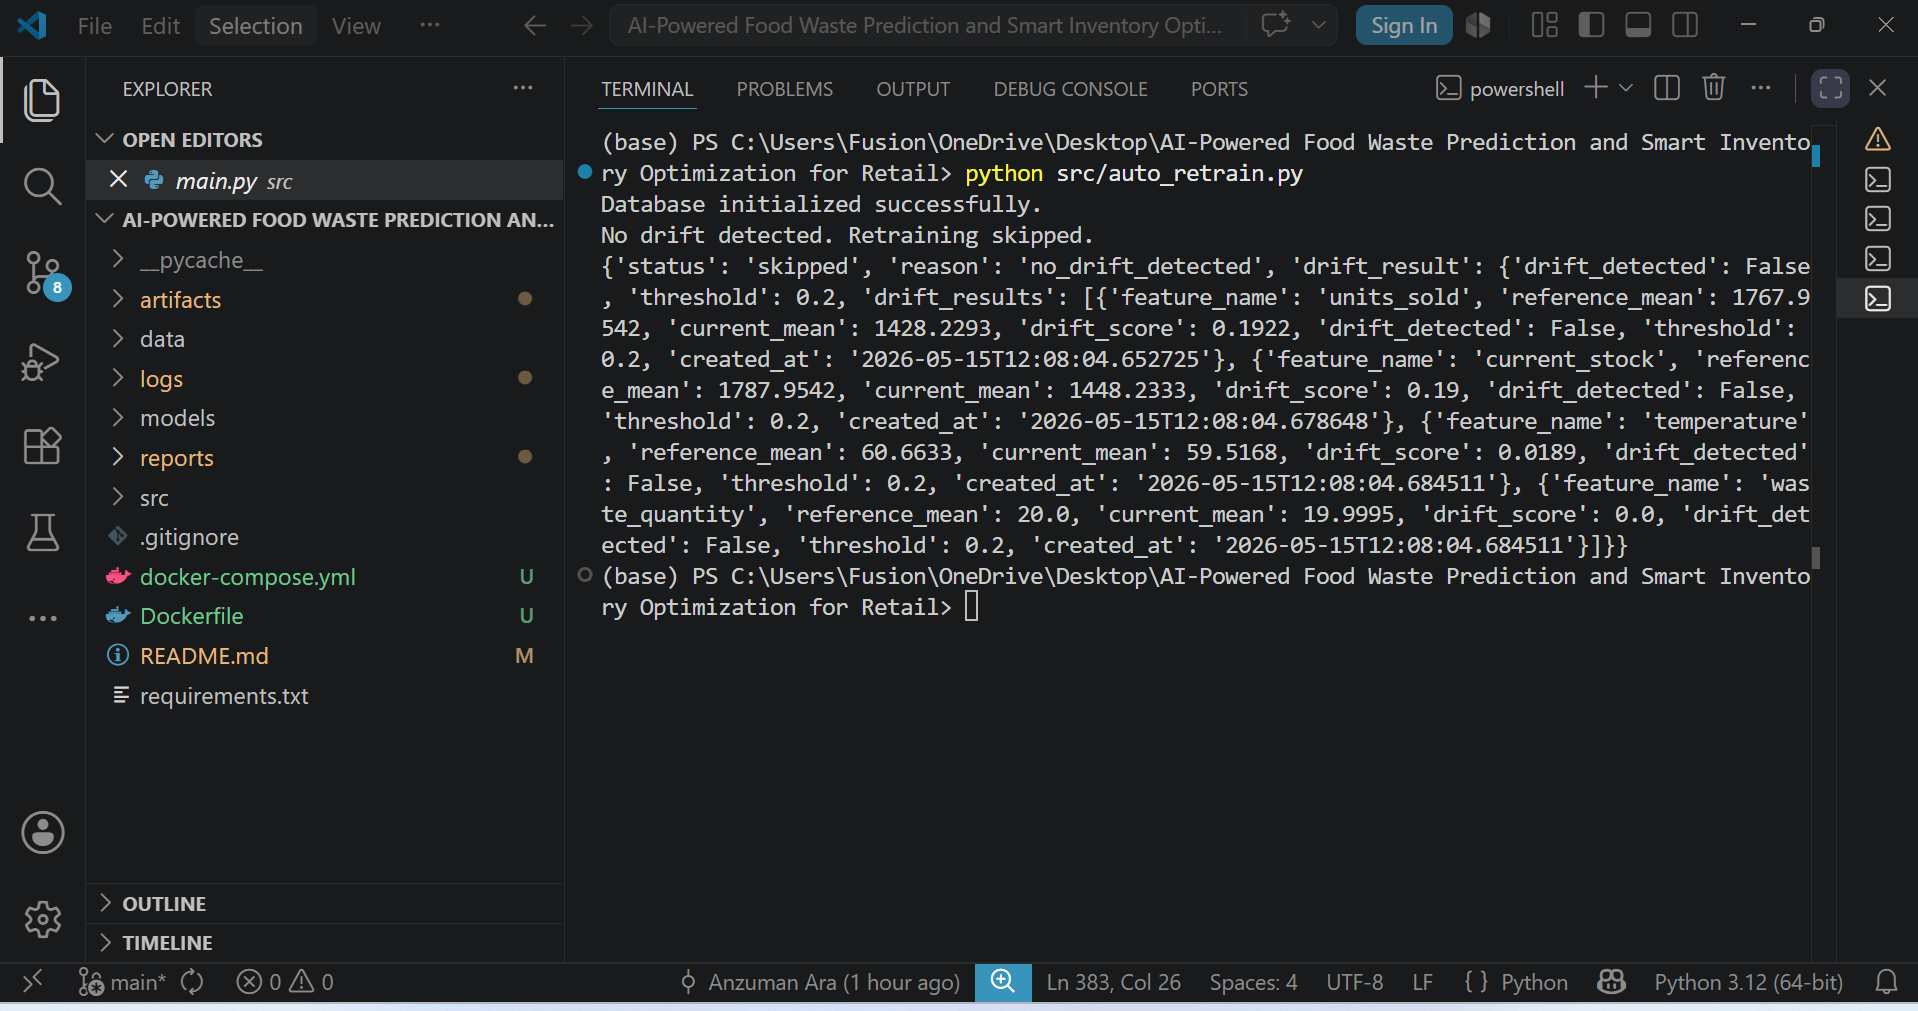 File Edit Selection View ···
AI-Powered Food Waste Prediction and Smart Inventory Opti...
Sign In
EXPLORER ···
OPEN EDITORS
main.py src
AI-POWERED FOOD WASTE PREDICTION AN...
__pycache__
artifacts
data
logs
models
reports
src
.gitignore
docker-compose.yml U
Dockerfile U
README.md M
requirements.txt
OUTLINE
TIMELINE
8
TERMINAL PROBLEMS OUTPUT DEBUG CONSOLE PORTS
powershell
(base) PS C:\Users\Fusion\OneDrive\Desktop\AI-Powered Food Waste Prediction and Smart Invento
ry Optimization for Retail> python src/auto_retrain.py
Database initialized successfully.
No drift detected. Retraining skipped.
{'status': 'skipped', 'reason': 'no_drift_detected', 'drift_result': {'drift_detected': False
, 'threshold': 0.2, 'drift_results': [{'feature_name': 'units_sold', 'reference_mean': 1767.9
542, 'current_mean': 1428.2293, 'drift_score': 0.1922, 'drift_detected': False, 'threshold':
0.2, 'created_at': '2026-05-15T12:08:04.652725'}, {'feature_name': 'current_stock', 'referenc
e_mean': 1787.9542, 'current_mean': 1448.2333, 'drift_score': 0.19, 'drift_detected': False,
'threshold': 0.2, 'created_at': '2026-05-15T12:08:04.678648'}, {'feature_name': 'temperature'
, 'reference_mean': 60.6633, 'current_mean': 59.5168, 'drift_score': 0.0189, 'drift_detected'
: False, 'threshold': 0.2, 'created_at': '2026-05-15T12:08:04.684511'}, {'feature_name': 'was
te_quantity', 'reference_mean': 20.0, 'current_mean': 19.9995, 'drift_score': 0.0, 'drift_det
ected': False, 'threshold': 0.2, 'created_at': '2026-05-15T12:08:04.684511'}]}}
(base) PS C:\Users\Fusion\OneDrive\Desktop\AI-Powered Food Waste Prediction and Smart Invento
ry Optimization for Retail>
main* 0 0 Anzuman Ara (1 hour ago) Ln 383, Col 26 Spaces: 4 UTF-8 LF {} Python Python 3.12 (64-bit)